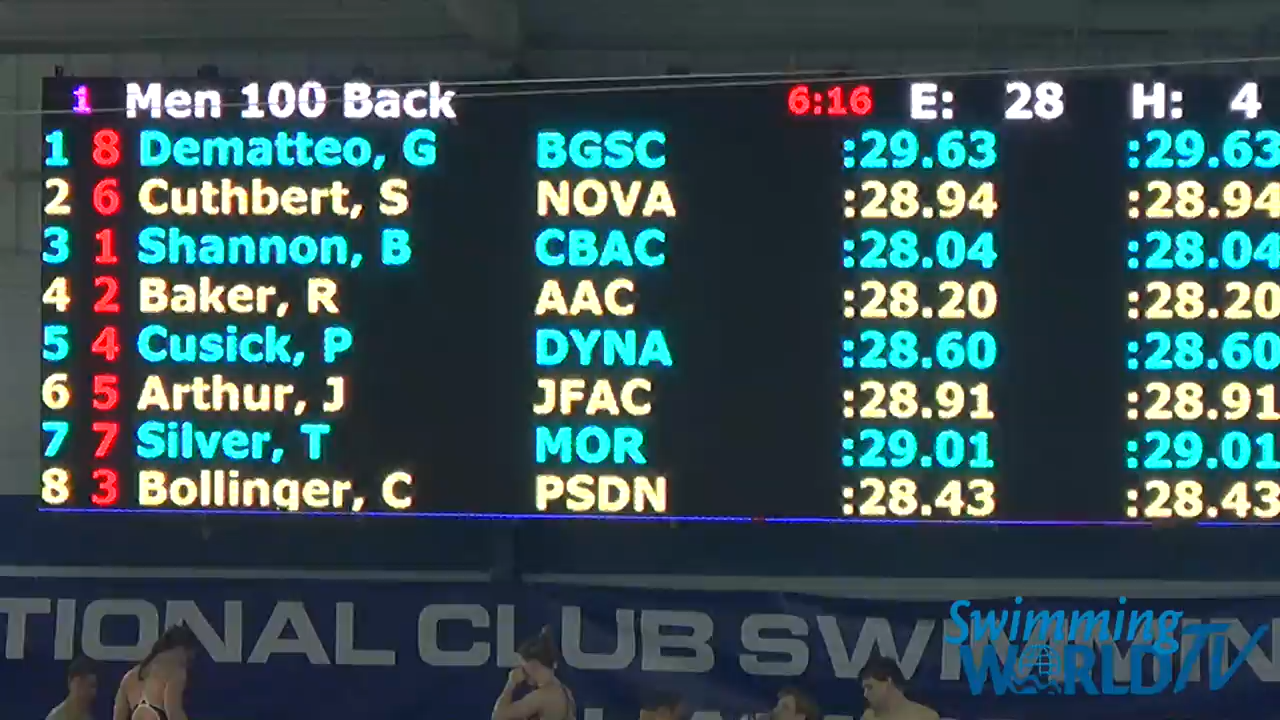 1 Men 100 Back 6:16 E: 28 H: 4
1 8 Dematteo, G BGSC :29.63 :29.63
2 6 Cuthbert, S NOVA :28.94 :28.94
3 1 Shannon, B CBAC :28.04 :28.04
4 2 Baker, R AAC :28.20 :28.20
5 4 Cusick, P DYNA :28.60 :28.60
6 5 Arthur, J JFAC :28.91 :28.91
7 7 Silver, T MOR :29.01 :29.01
8 3 Bollinger, C PSDN :28.43 :28.43
TIONAL CLUB SW
Swimming
WORLD TV